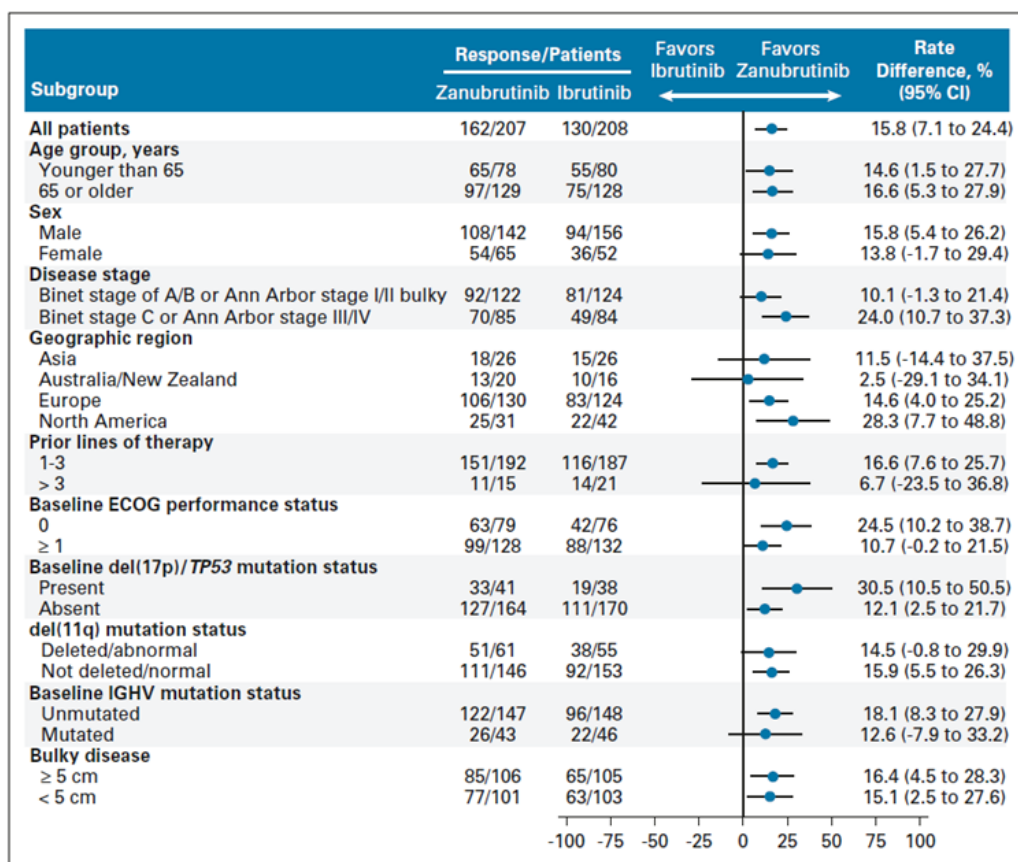 Subgroup Response/Patients Favors Ibrutinib Favors Zanubrutinib Rate Difference, % (95% CI)
Zanubrutinib Ibrutinib
All patients 162/207 130/208 15.8 (7.1 to 24.4)
Age group, years
Younger than 65 65/78 55/80 14.6 (1.5 to 27.7)
65 or older 97/129 75/128 16.6 (5.3 to 27.9)
Sex
Male 108/142 94/156 15.8 (5.4 to 26.2)
Female 54/65 36/52 13.8 (-1.7 to 29.4)
Disease stage
Binet stage of A/B or Ann Arbor stage I/II bulky 92/122 81/124 10.1 (-1.3 to 21.4)
Binet stage C or Ann Arbor stage III/IV 70/85 49/84 24.0 (10.7 to 37.3)
Geographic region
Asia 18/26 15/26 11.5 (-14.4 to 37.5)
Australia/New Zealand 13/20 10/16 2.5 (-29.1 to 34.1)
Europe 106/130 83/124 14.6 (4.0 to 25.2)
North America 25/31 22/42 28.3 (7.7 to 48.8)
Prior lines of therapy
1-3 151/192 116/187 16.6 (7.6 to 25.7)
> 3 11/15 14/21 6.7 (-23.5 to 36.8)
Baseline ECOG performance status
0 63/79 42/76 24.5 (10.2 to 38.7)
≥ 1 99/128 88/132 10.7 (-0.2 to 21.5)
Baseline del(17p)/TP53 mutation status
Present 33/41 19/38 30.5 (10.5 to 50.5)
Absent 127/164 111/170 12.1 (2.5 to 21.7)
del(11q) mutation status
Deleted/abnormal 51/61 38/55 14.5 (-0.8 to 29.9)
Not deleted/normal 111/146 92/153 15.9 (5.5 to 26.3)
Baseline IGHV mutation status
Unmutated 122/147 96/148 18.1 (8.3 to 27.9)
Mutated 26/43 22/46 12.6 (-7.9 to 33.2)
Bulky disease
≥ 5 cm 85/106 65/105 16.4 (4.5 to 28.3)
< 5 cm 77/101 63/103 15.1 (2.5 to 27.6)
-100 -75 -50 -25 0 25 50 75 100